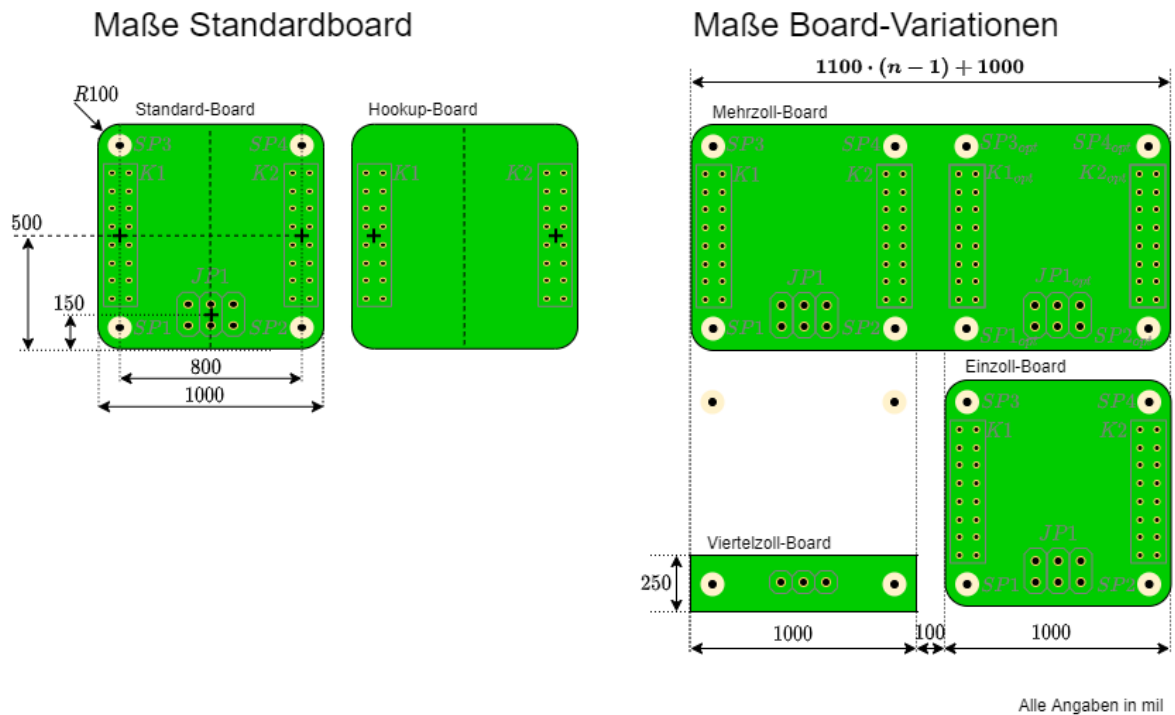 Maße Standardboard
Maße Board-Variationen
1100 · (n − 1) + 1000
R100
Standard-Board
Hookup-Board
Mehrzoll-Board
SP3
SP4
SP3
SP4
SP3opt
SP4opt
K1
K2
K1
K2
K1
K2
K1opt
K2opt
500
JP1
JP1
JP1opt
150
SP1
SP2
SP1
SP2
SP1opt
SP2opt
800
1000
Einzoll-Board
SP3
SP4
K1
K2
JP1
Viertelzoll-Board
250
SP1
SP2
1000
100
1000
Alle Angaben in mil